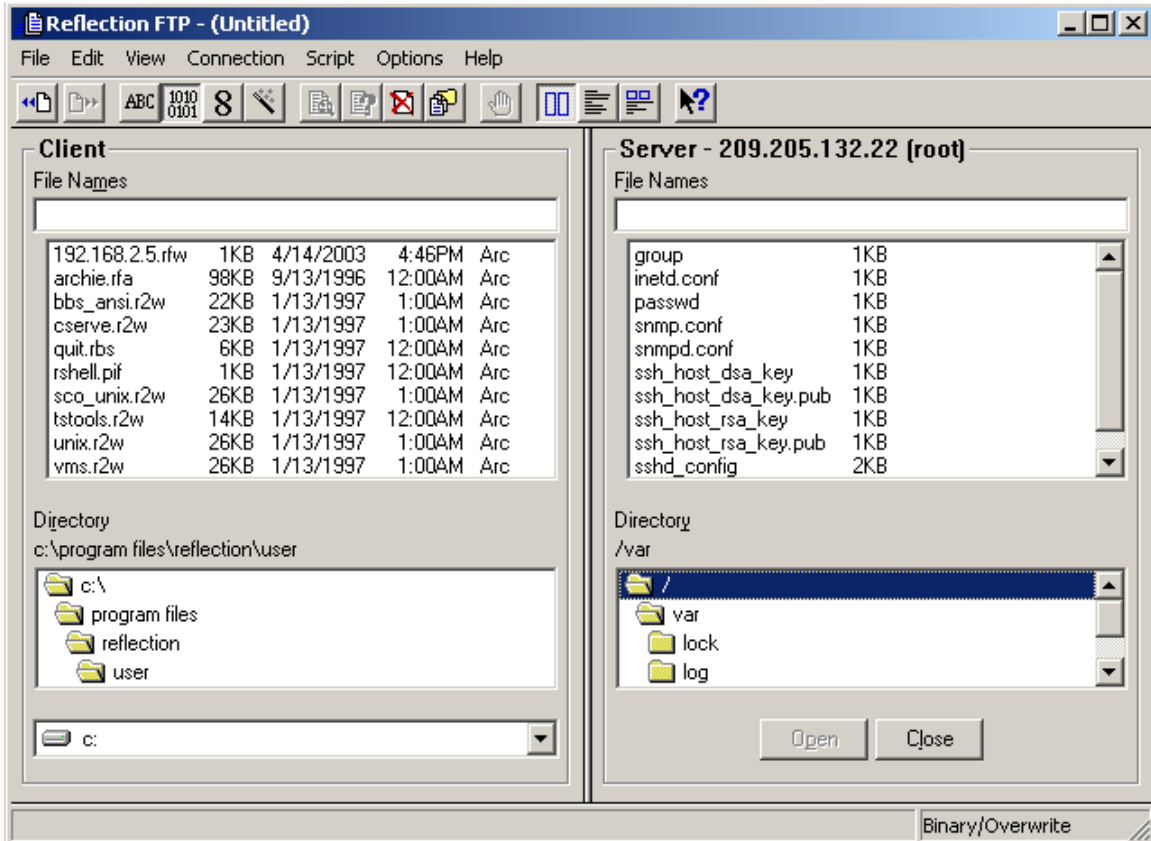 Reflection FTP - (Untitled)
File Edit View Connection Script Options Help
ABC 1010 0101 8 ?
Client
File Names
192.168.2.5.rfw 1KB 4/14/2003 4:46PM Arc
archie.rfa 98KB 9/13/1996 12:00AM Arc
bbs_ansi.r2w 22KB 1/13/1997 1:00AM Arc
cserve.r2w 23KB 1/13/1997 1:00AM Arc
quit.rbs 6KB 1/13/1997 12:00AM Arc
rshell.pif 1KB 1/13/1997 12:00AM Arc
sco_unix.r2w 26KB 1/13/1997 1:00AM Arc
tstools.r2w 14KB 1/13/1997 12:00AM Arc
unix.r2w 26KB 1/13/1997 1:00AM Arc
vms.r2w 26KB 1/13/1997 1:00AM Arc
Directory
c:\program files\reflection\user
c:\
program files
reflection
user
c:
Server - 209.205.132.22 (root)
File Names
group 1KB
inetd.conf 1KB
passwd 1KB
snmp.conf 1KB
snmpd.conf 1KB
ssh_host_dsa_key 1KB
ssh_host_dsa_key.pub 1KB
ssh_host_rsa_key 1KB
ssh_host_rsa_key.pub 1KB
sshd_config 2KB
Directory
/var
/
var
lock
log
Open Close
Binary/Overwrite